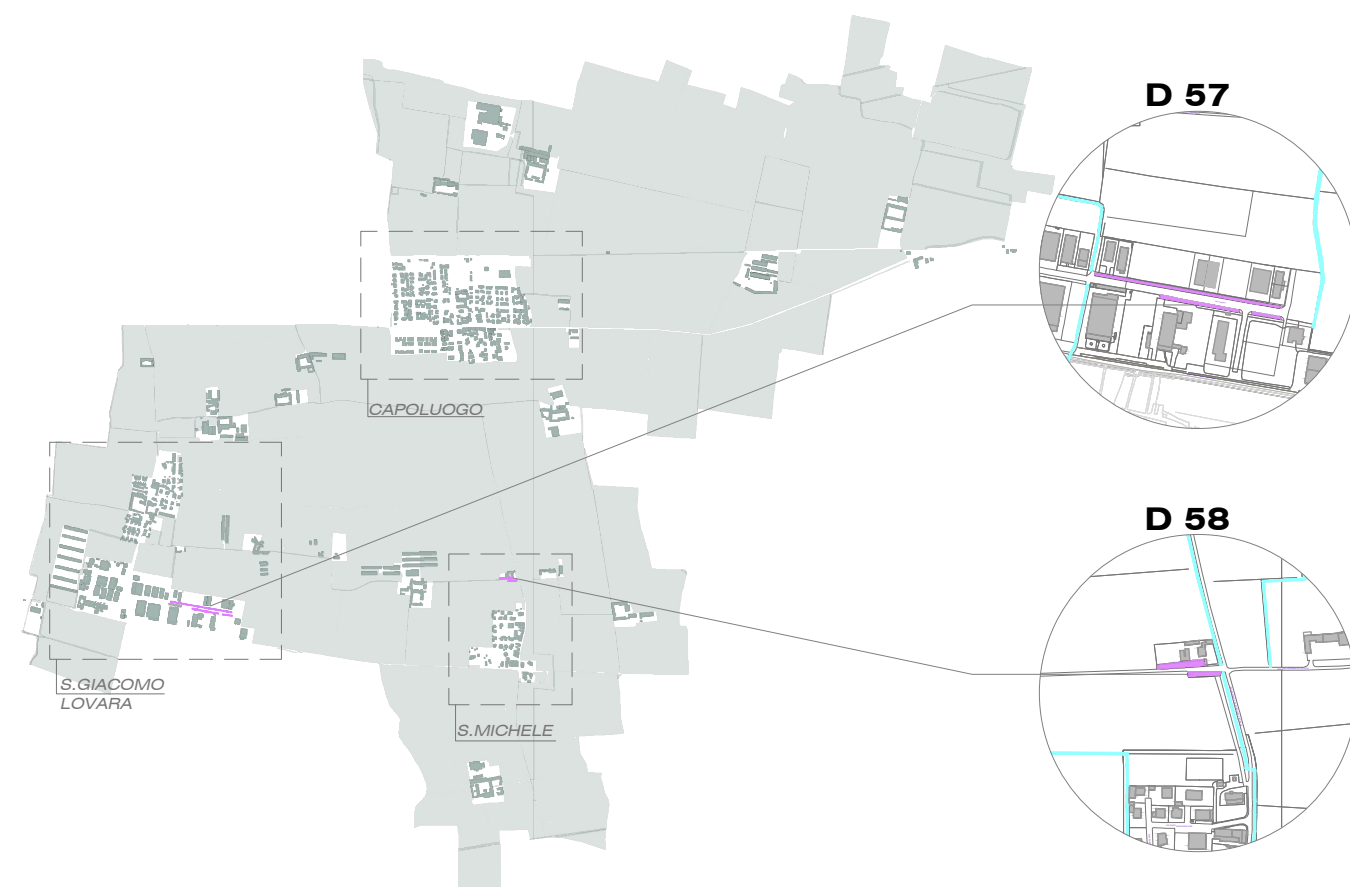 D 57
CAPOLUOGO
D 58
S.GIACOMO
LOVARA
S.MICHELE